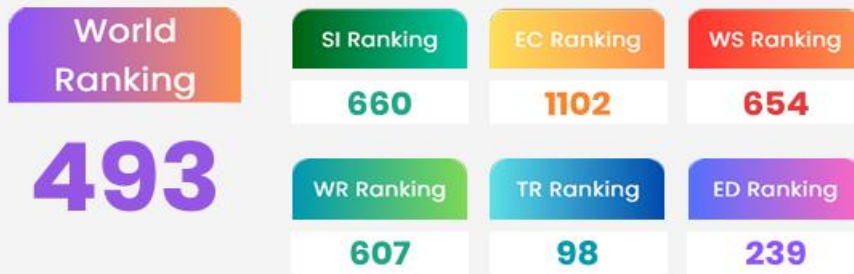 World
Ranking
493
SI Ranking
660
EC Ranking
1102
WS Ranking
654
WR Ranking
607
TR Ranking
98
ED Ranking
239